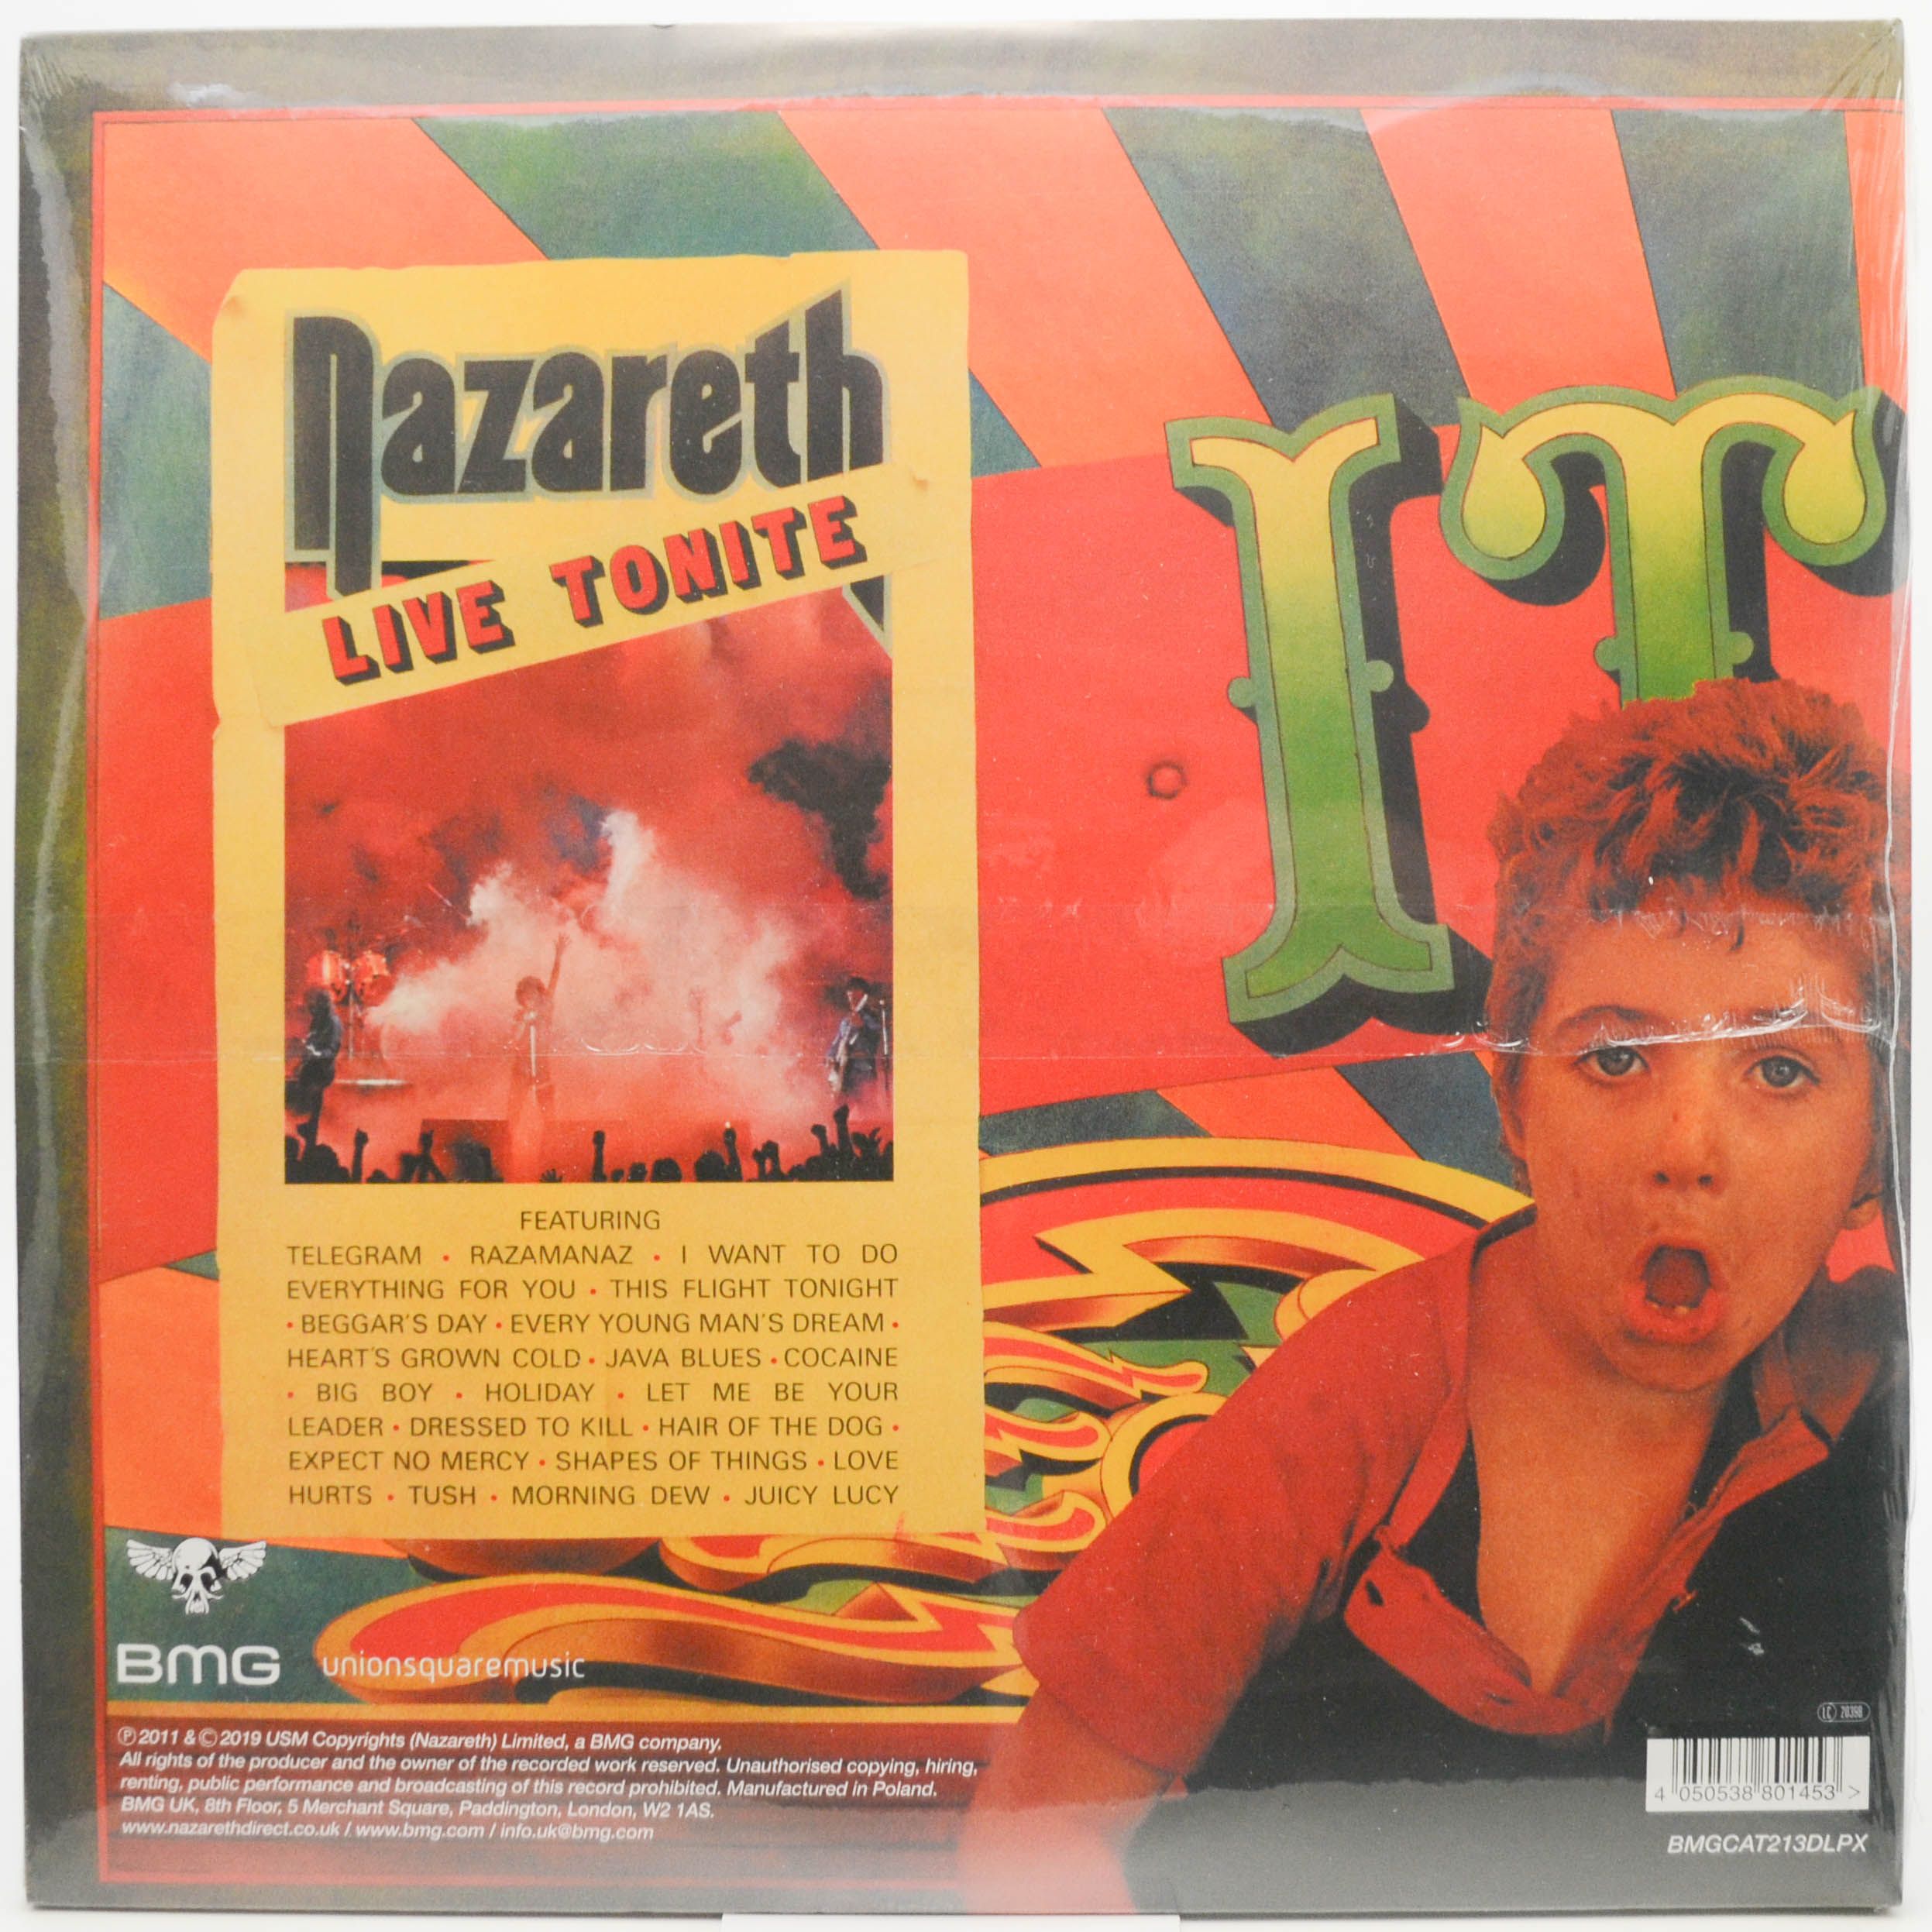 nazareth
LIVE TONITE
IT
FEATURING
TELEGRAM • RAZAMANAZ • I WANT TO DO
EVERYTHING FOR YOU • THIS FLIGHT TONIGHT
• BEGGAR'S DAY • EVERY YOUNG MAN'S DREAM •
HEART'S GROWN COLD • JAVA BLUES • COCAINE
• BIG BOY • HOLIDAY • LET ME BE YOUR
LEADER • DRESSED TO KILL • HAIR OF THE DOG •
EXPECT NO MERCY • SHAPES OF THINGS • LOVE
HURTS • TUSH • MORNING DEW • JUICY LUCY
BMG unionsquaremusic
Ⓟ 2011 & © 2019 USM Copyrights (Nazareth) Limited, a BMG company.
All rights of the producer and the owner of the recorded work reserved. Unauthorised copying, hiring,
renting, public performance and broadcasting of this record prohibited. Manufactured in Poland.
BMG UK, 8th Floor, 5 Merchant Square, Paddington, London, W2 1AS.
www.nazarethdirect.co.uk / www.bmg.com / info.uk@bmg.com
LC 20398
4 050538 801453 >
BMGCAT213DLPX